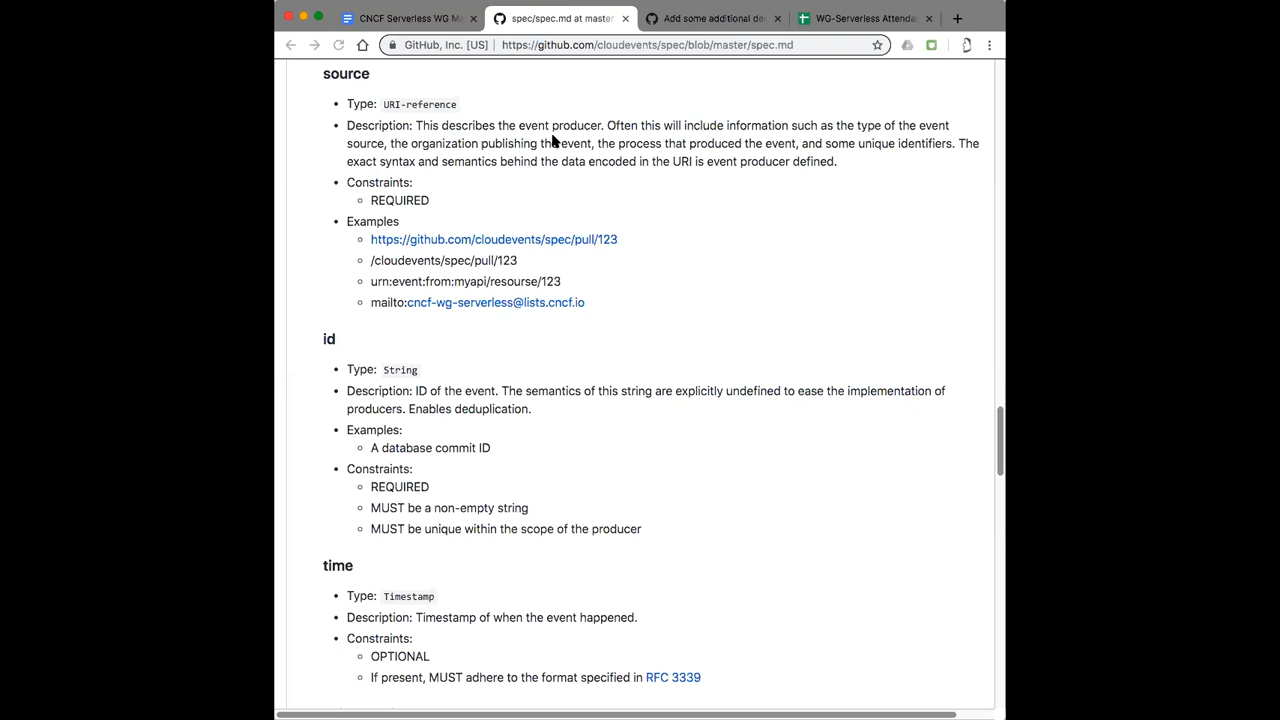 CNCF Serverless WG M
spec/spec.md at master
Add some additional de
WG-Serverless Attenda
GitHub, Inc. [US] | https://github.com/cloudevents/spec/blob/master/spec.md
source
Type: URI-reference
Description: This describes the event producer. Often this will include information such as the type of the event
source, the organization publishing the event, the process that produced the event, and some unique identifiers. The
exact syntax and semantics behind the data encoded in the URI is event producer defined.
Constraints:
REQUIRED
Examples
https://github.com/cloudevents/spec/pull/123
/cloudevents/spec/pull/123
urn:event:from:myapi/resourse/123
mailto:cncf-wg-serverless@lists.cncf.io
id
Type: String
Description: ID of the event. The semantics of this string are explicitly undefined to ease the implementation of
producers. Enables deduplication.
Examples:
A database commit ID
Constraints:
REQUIRED
MUST be a non-empty string
MUST be unique within the scope of the producer
time
Type: Timestamp
Description: Timestamp of when the event happened.
Constraints:
OPTIONAL
If present, MUST adhere to the format specified in RFC 3339